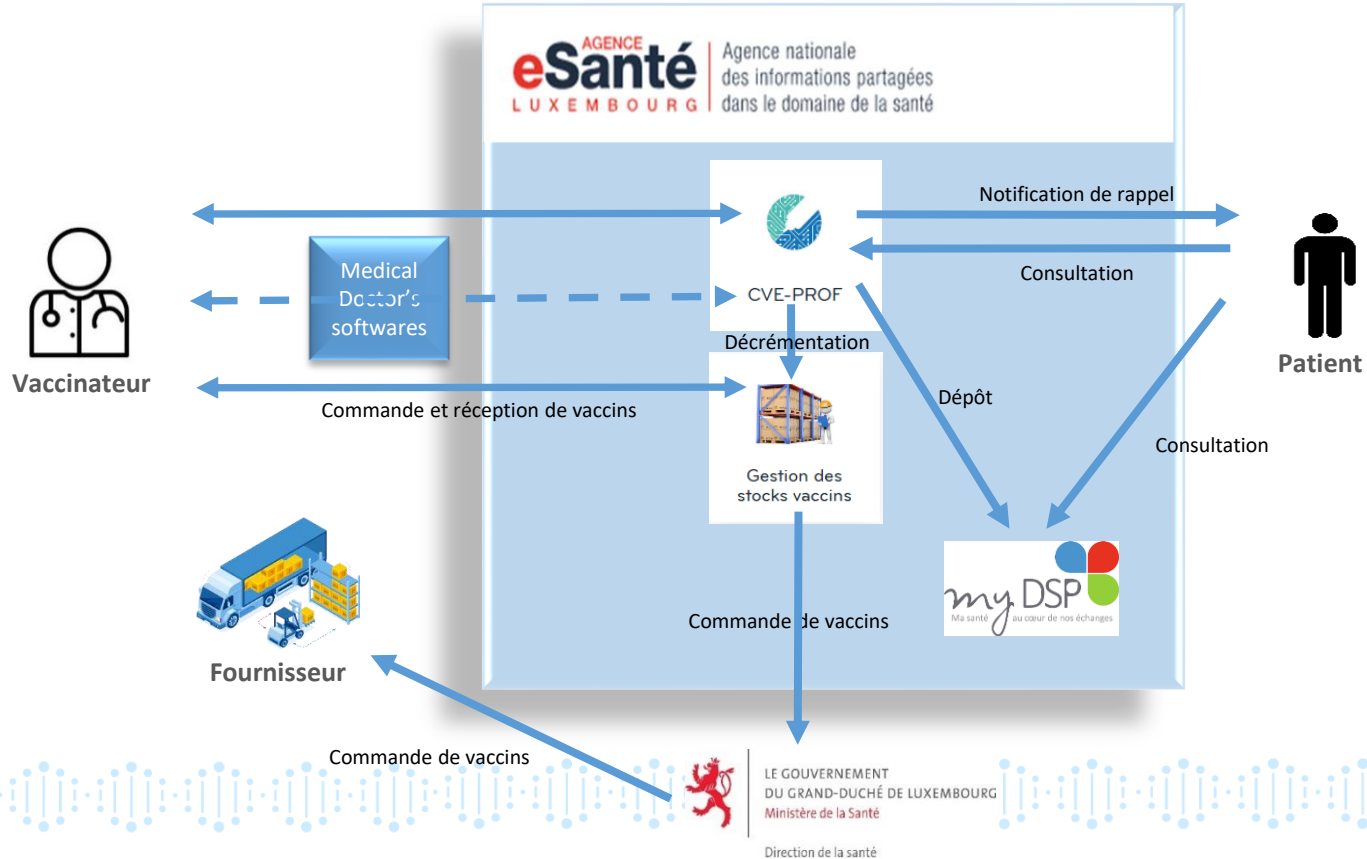 AGENCE
eSanté
LUXEMBOURG
Agence nationale
des informations partagées
dans le domaine de la santé
Notification de rappel
Medical
Doctor's
softwares
Consultation
CVE-PROF
Décrémentation
Vaccinateur
Patient
Commande et réception de vaccins
Dépôt
Consultation
Gestion des
stocks vaccins
my DSP
Ma santé au cœur de nos échanges
Commande de vaccins
Fournisseur
Commande de vaccins
LE GOUVERNEMENT
DU GRAND-DUCHÉ DE LUXEMBOURG
Ministère de la Santé
Direction de la santé